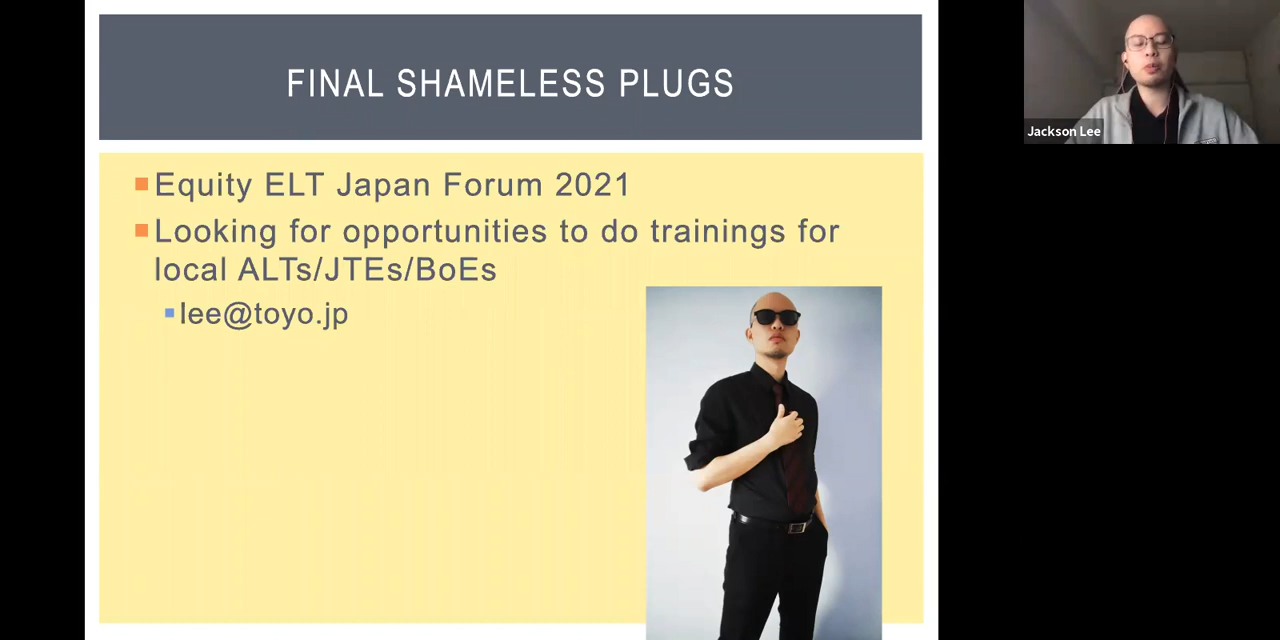 FINAL SHAMELESS PLUGS
Equity ELT Japan Forum 2021
Looking for opportunities to do trainings for
local ALTs/JTEs/BoEs
lee@toyo.jp
Jackson Lee